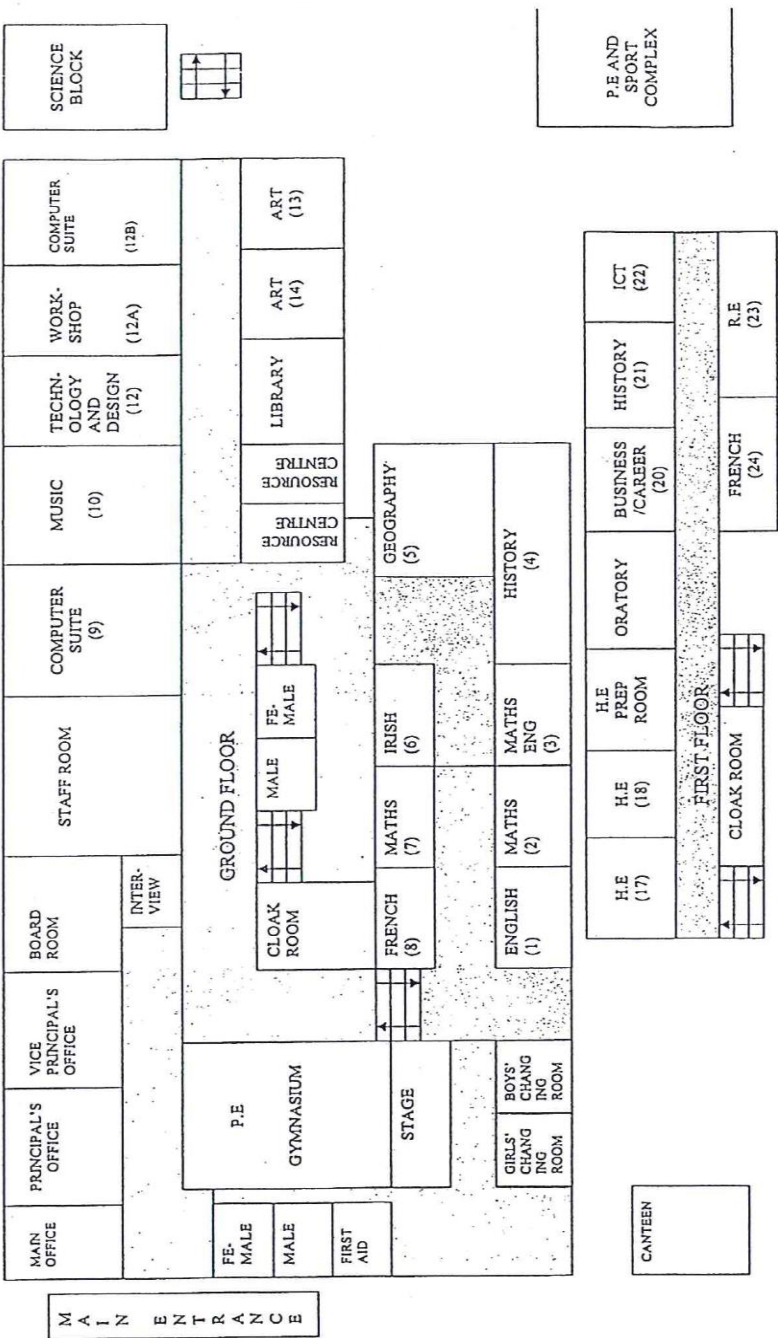 SCIENCE
BLOCK
COMPUTER
SUITE
(12B)
WORK-
SHOP
(12A)
TECHN-
OLOGY
AND
DESIGN
(12)
MUSIC
(10)
COMPUTER
SUITE
(9)
STAFF ROOM
BOARD
ROOM
INTER-
VIEW
VICE
PRINCIPAL'S
OFFICE
PRINCIPAL'S
OFFICE
MAIN
OFFICE
MAIN ENTRANCE
GROUND FLOOR
ART
(13)
ART
(14)
LIBRARY
RESOURCE
CENTRE
RESOURCE
CENTRE
FE-
MALE
MALE
CLOAK
ROOM
P.E
GYMNASIUM
STAGE
FE-
MALE
MALE
FIRST
AID
GEOGRAPHY
(5)
IRISH
(6)
MATHS
(7)
FRENCH
(8)
HISTORY
(4)
MATHS
ENG
(3)
MATHS
(2)
ENGLISH
(1)
BOYS'
CHANG
ING
ROOM
GIRLS'
CHANG
ING
ROOM
P.E AND
SPORT
COMPLEX
CANTEEN
ICT
(22)
HISTORY
(21)
BUSINESS
/CAREER
(20)
ORATORY
H.E
PREP
ROOM
H.E
(18)
H.E
(17)
FIRST FLOOR
R.E
(23)
FRENCH
(24)
CLOAK ROOM